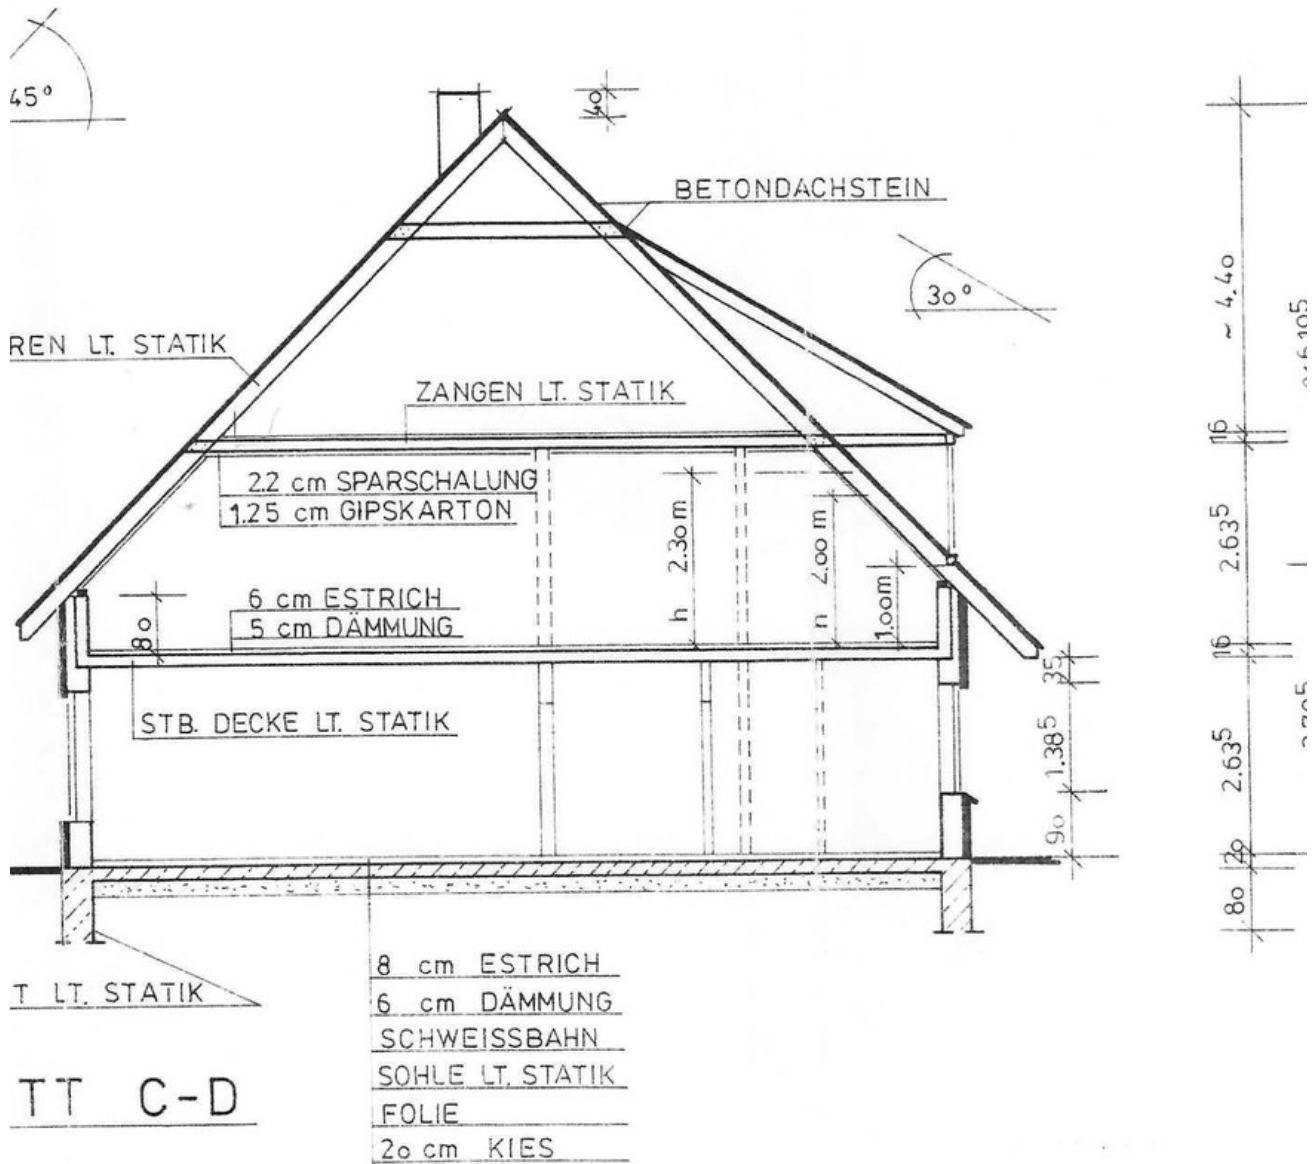 45°
40
BETONDACHSTEIN
30°
~ 4.40
REN LT. STATIK
ZANGEN LT. STATIK
16
2.2 cm SPARSCHALUNG
1.25 cm GIPSKARTON
h 2.30 m
2.00 m
1.00m
2.63⁵
6 cm ESTRICH
5 cm DÄMMUNG
80
16
35
STB. DECKE LT. STATIK
1.38⁵
2.63⁵
90
20
80
8 cm ESTRICH
6 cm DÄMMUNG
SCHWEISSBAHN
SOHLE LT. STATIK
FOLIE
20 cm KIES
T LT. STATIK
TT C-D